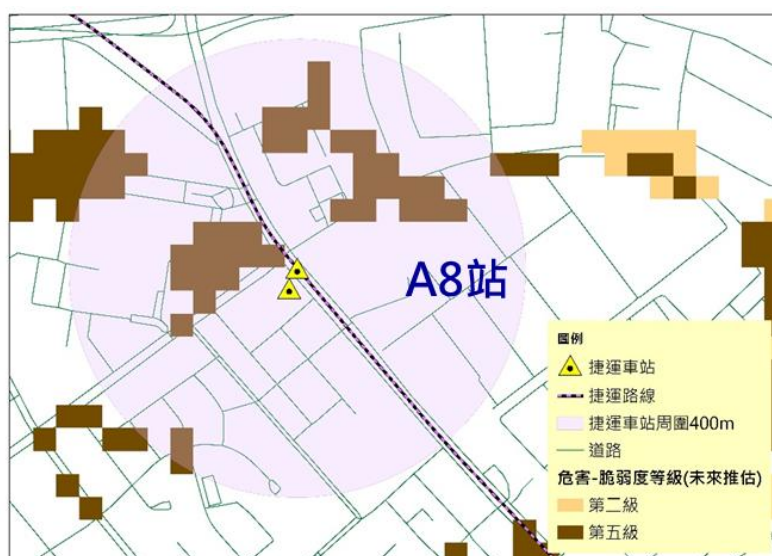 A8站
圖例
捷運車站
捷運路線
捷運車站周圍400m
道路
危害-脆弱度等級(未來推估)
第二級
第五級